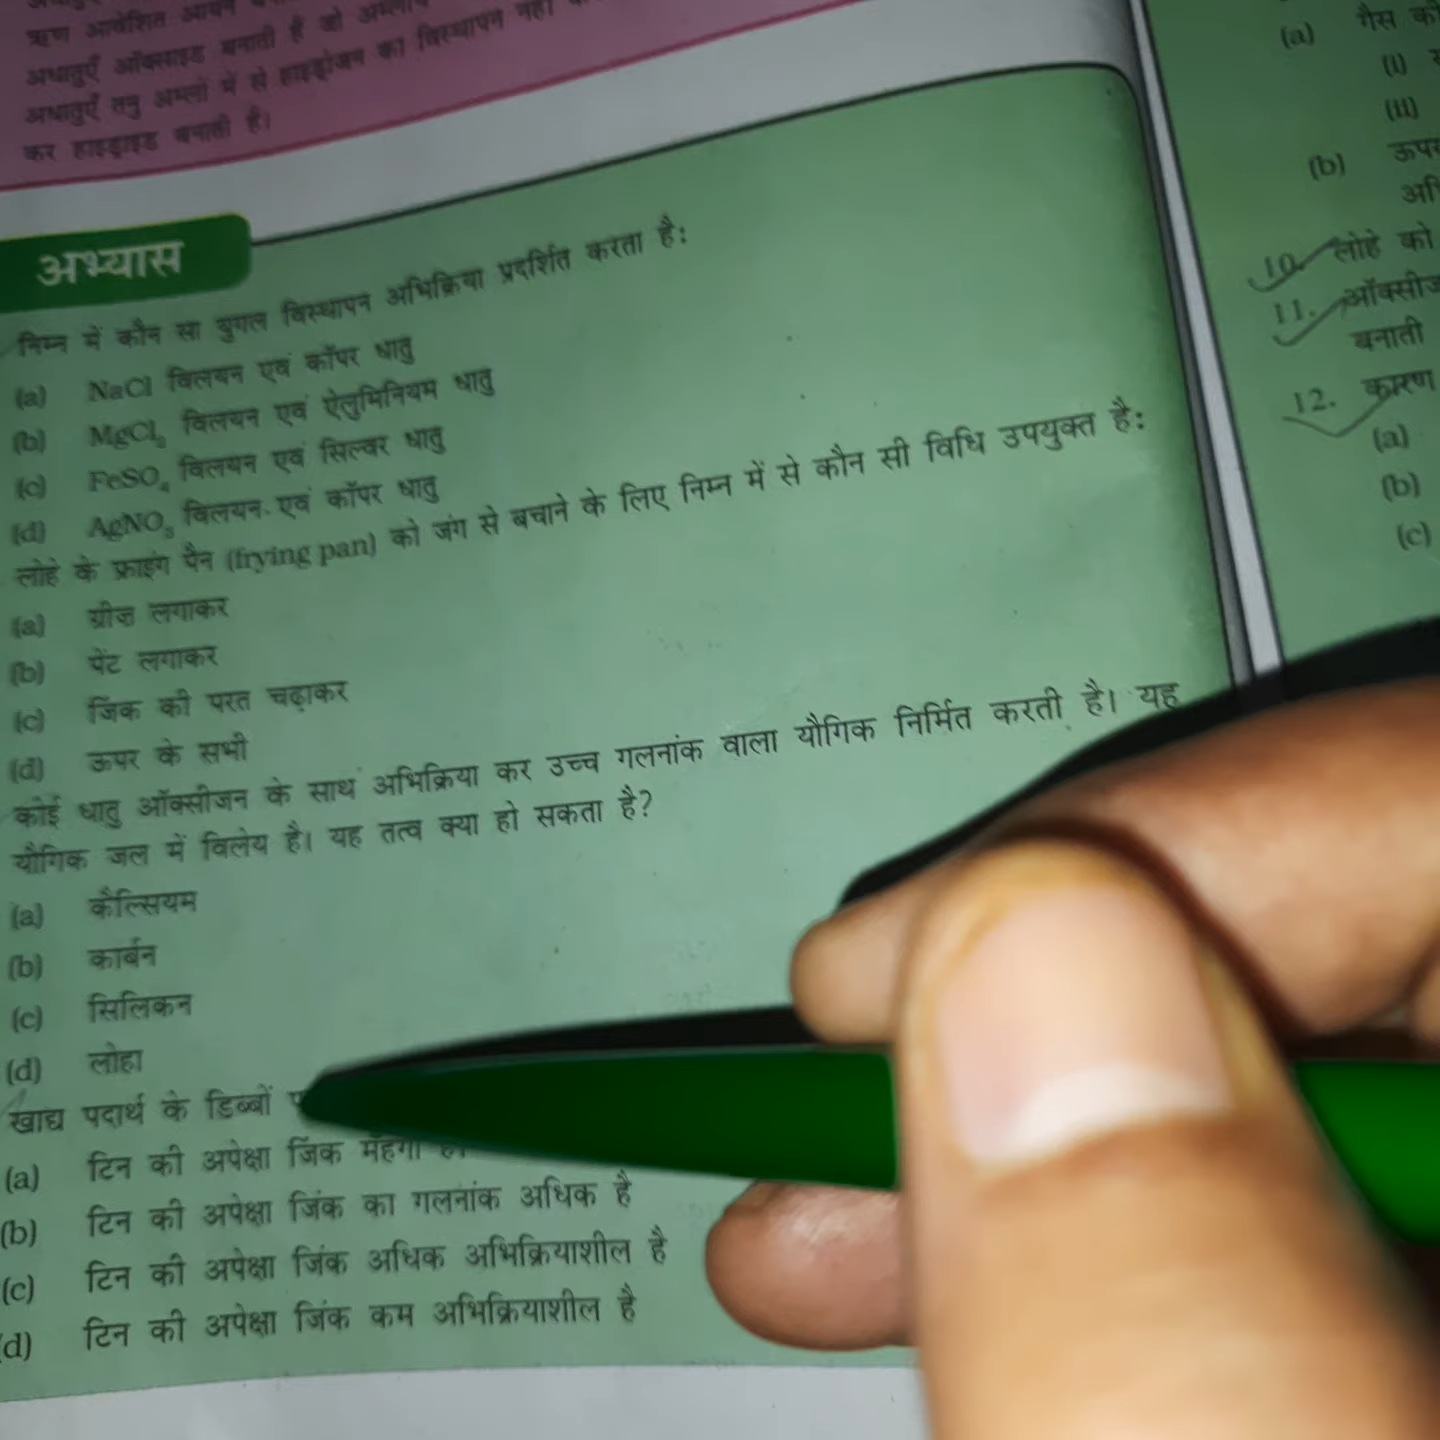 ऋण आवेशित आयन
अधातुएँ ऑक्साइड बनाती हैं जो अम्लीय
अधातुएँ तनु अम्लों में से हाइड्रोजन का विस्थापन नहीं
कर हाइड्राइड बनाती हैं।
अभ्यास
निम्न में कौन सा युगल विस्थापन अभिक्रिया प्रदर्शित करता है:
(a) NaCl विलयन एवं कॉपर धातु
(b) MgCl₂ विलयन एवं ऐलुमिनियम धातु
(c) FeSO₄ विलयन एवं सिल्वर धातु
(d) AgNO₃ विलयन एवं कॉपर धातु
लोहे के फ्राइंग पैन (frying pan) को जंग से बचाने के लिए निम्न में से कौन सी विधि उपयुक्त है:
(a) ग्रीज़ लगाकर
(b) पेंट लगाकर
(c) जिंक की परत चढ़ाकर
(d) ऊपर के सभी
कोई धातु ऑक्सीजन के साथ अभिक्रिया कर उच्च गलनांक वाला यौगिक निर्मित करती है। यह
यौगिक जल में विलेय है। यह तत्व क्या हो सकता है?
(a) कैल्सियम
(b) कार्बन
(c) सिलिकन
(d) लोहा
खाद्य पदार्थ के डिब्बों
(a) टिन की अपेक्षा जिंक मँहगा
(b) टिन की अपेक्षा जिंक का गलनांक अधिक है
(c) टिन की अपेक्षा जिंक अधिक अभिक्रियाशील है
(d) टिन की अपेक्षा जिंक कम अभिक्रियाशील है
(a) गैस
(i)
(ii)
(b)
10. लोहे को
11.
बनाती
12. कारण
(a)
(b)
(c)